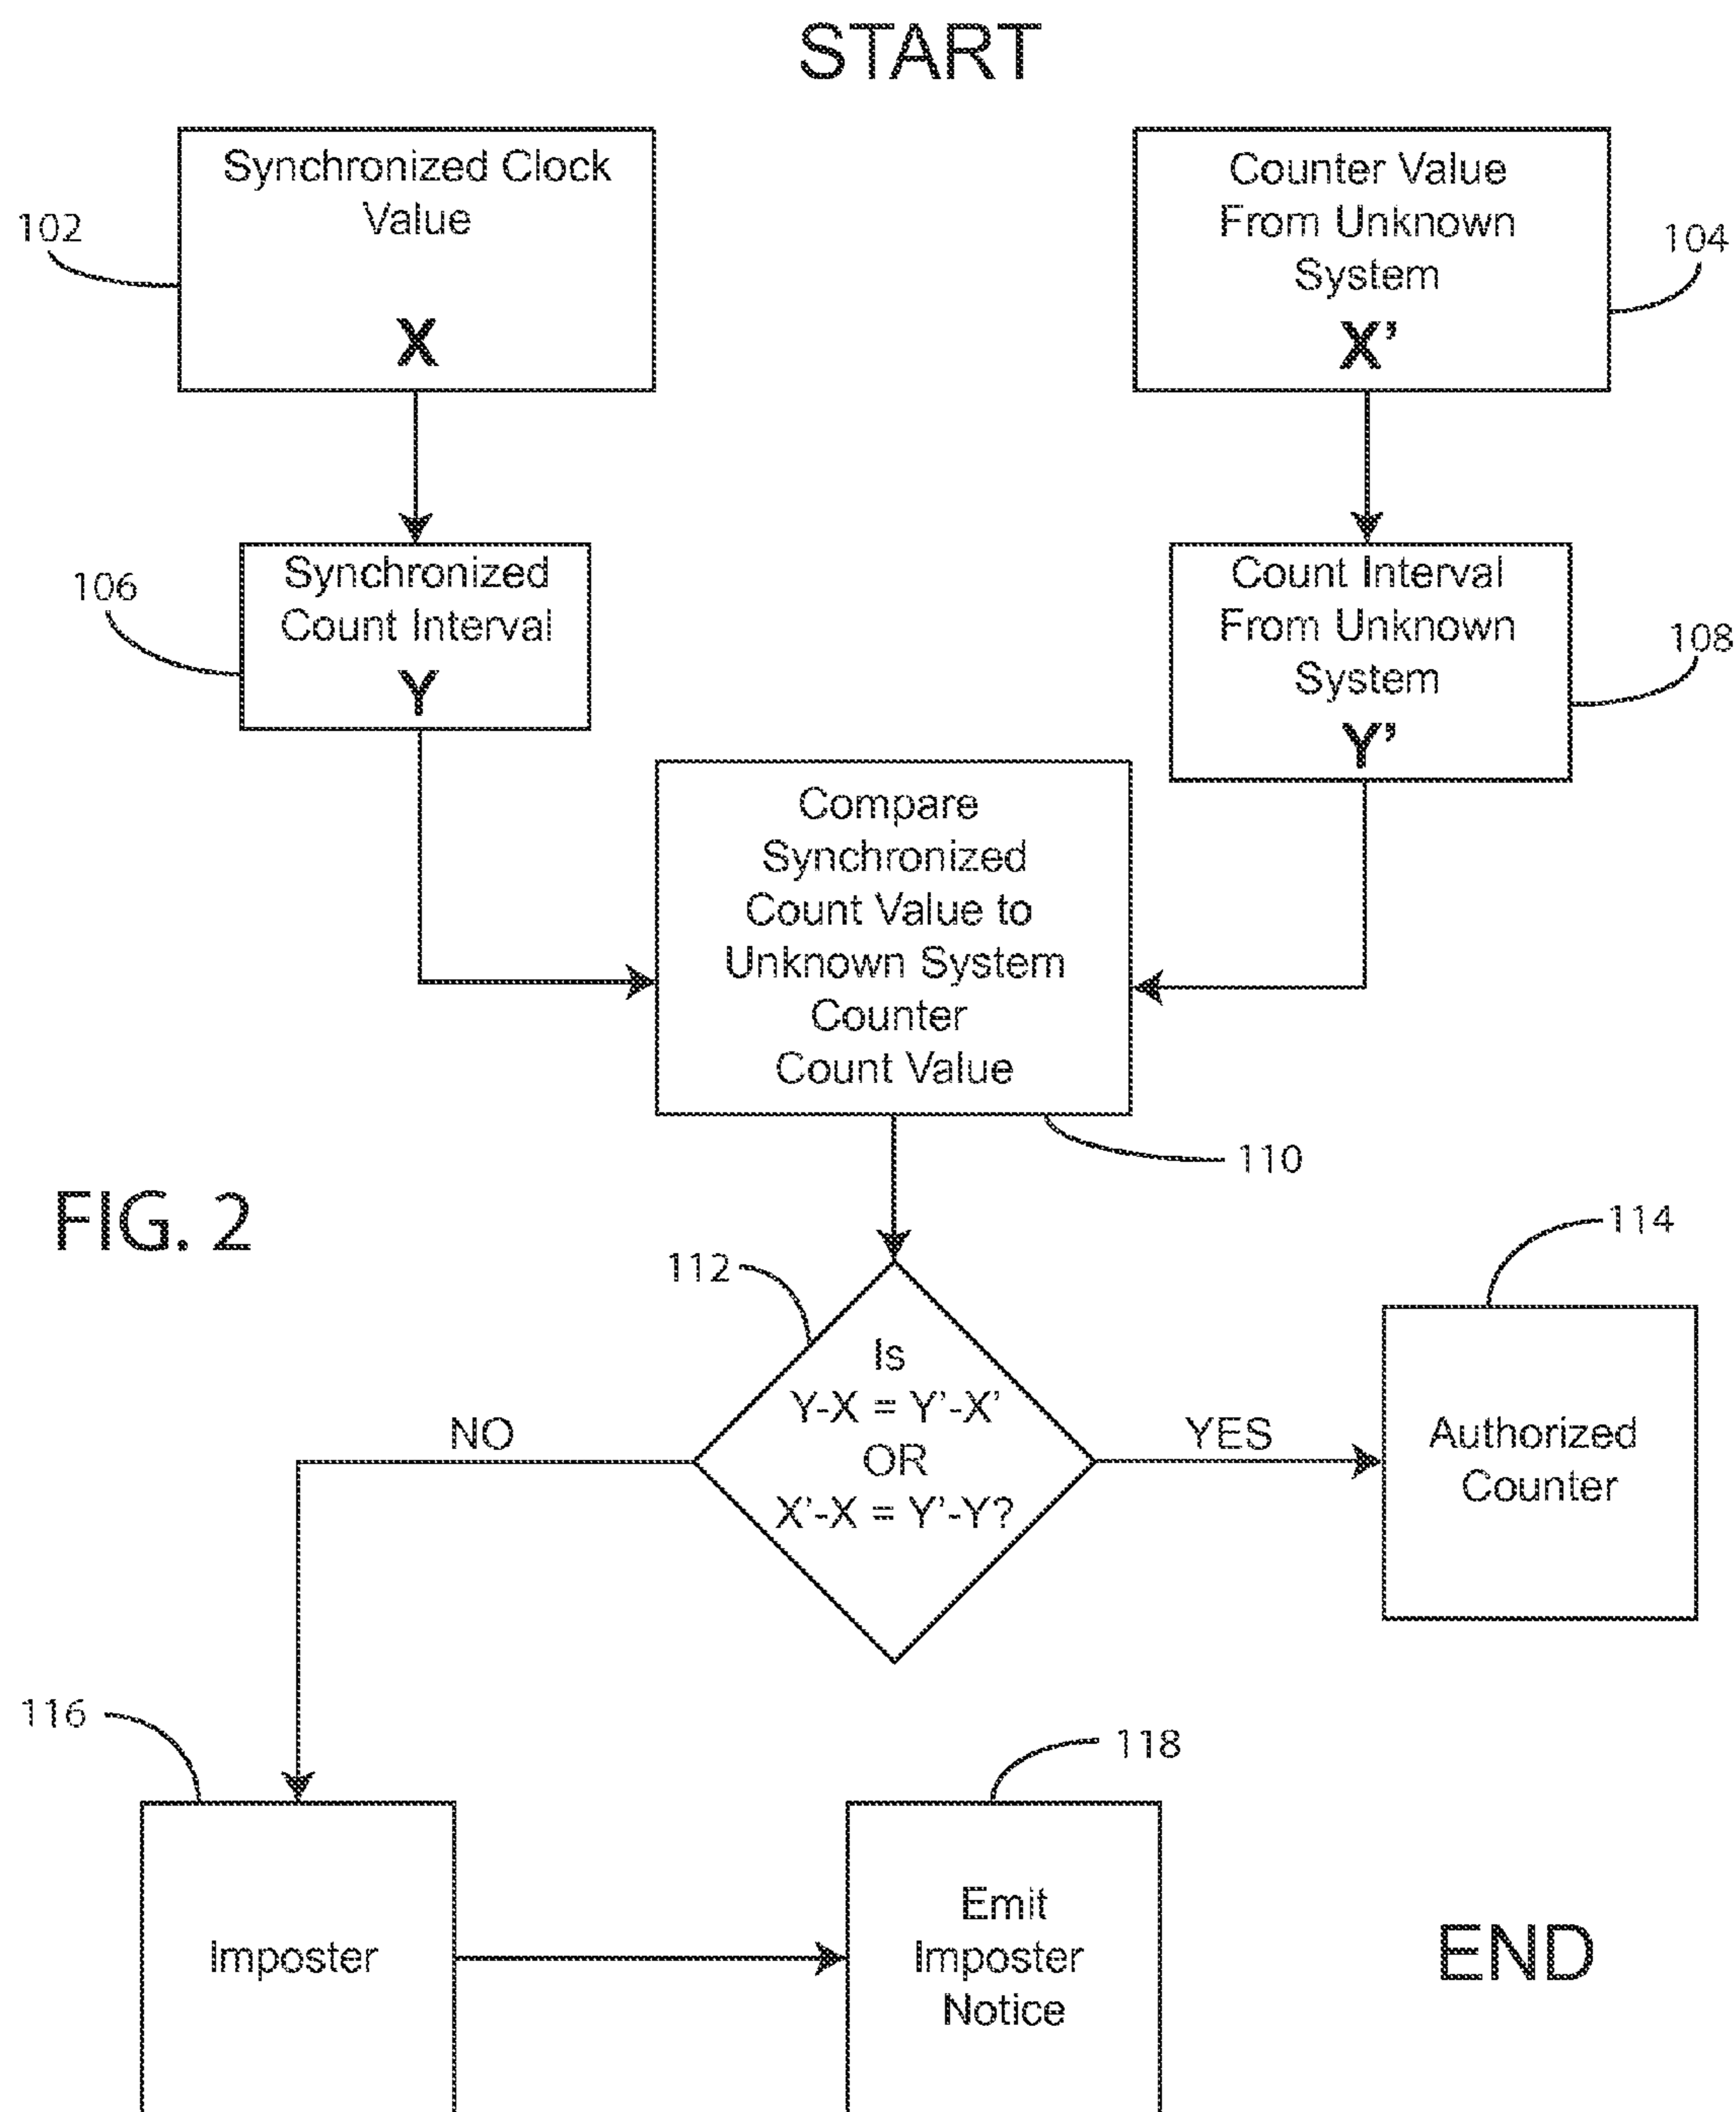 START
Synchronized Clock
Value
X
102
Counter Value
From Unknown
System
X'
104
Synchronized
Count Interval
Y
106
Count Interval
From Unknown
System
Y'
108
Compare
Synchronized
Count Value to
Unknown System
Counter
Count Value
110
FIG. 2
112
Is
Y-X = Y'-X'
OR
X'-X = Y'-Y?
NO
YES
114
Authorized
Counter
116
Imposter
118
Emit
Imposter
Notice
END